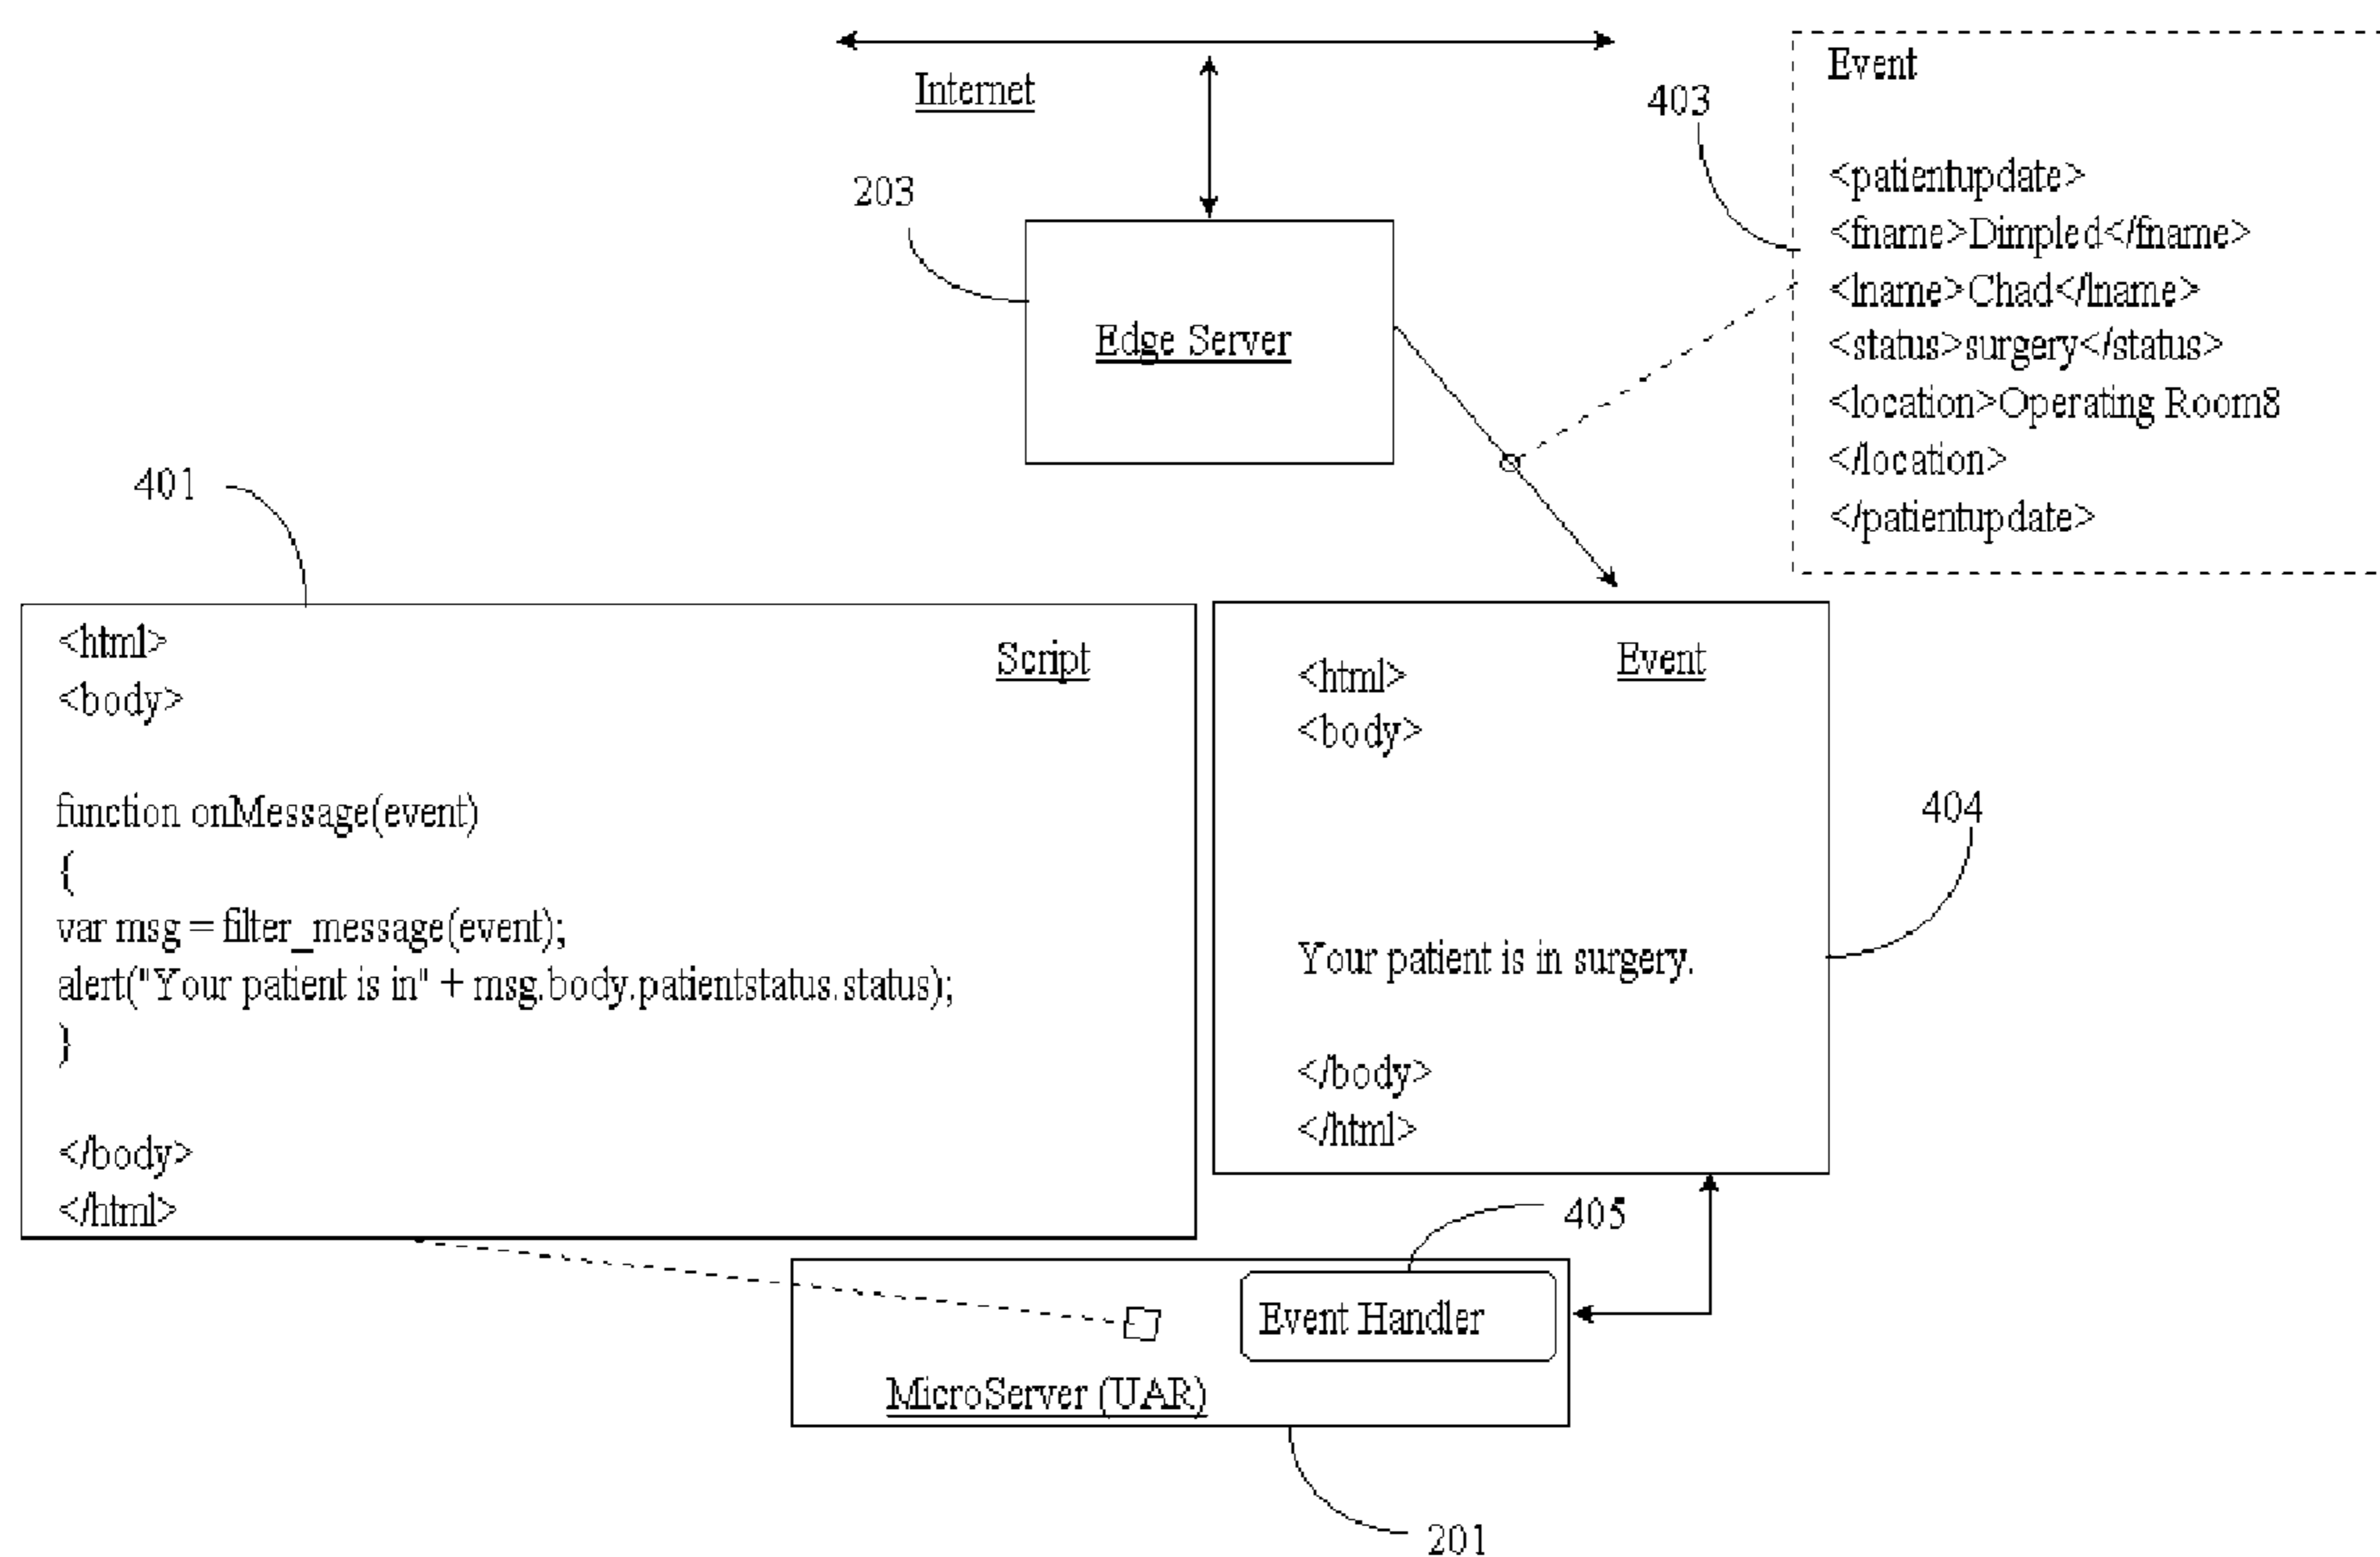 Internet
203
Edge Server
403
Event
<patientupdate>
<fname>Dimpled</fname>
<lname>Chad</lname>
<status>surgery</status>
<location>Operating Room8
</location>
</patientupdate>
401
Script
<html>
<body>
function onMessage(event)
{
var msg = filter_message(event);
alert("Your patient is in" + msg.body.patientstatus.status);
}
</body>
</html>
Event
<html>
<body>
Your patient is in surgery.
</body>
</html>
404
405
Event Handler
MicroServer (UAR)
201